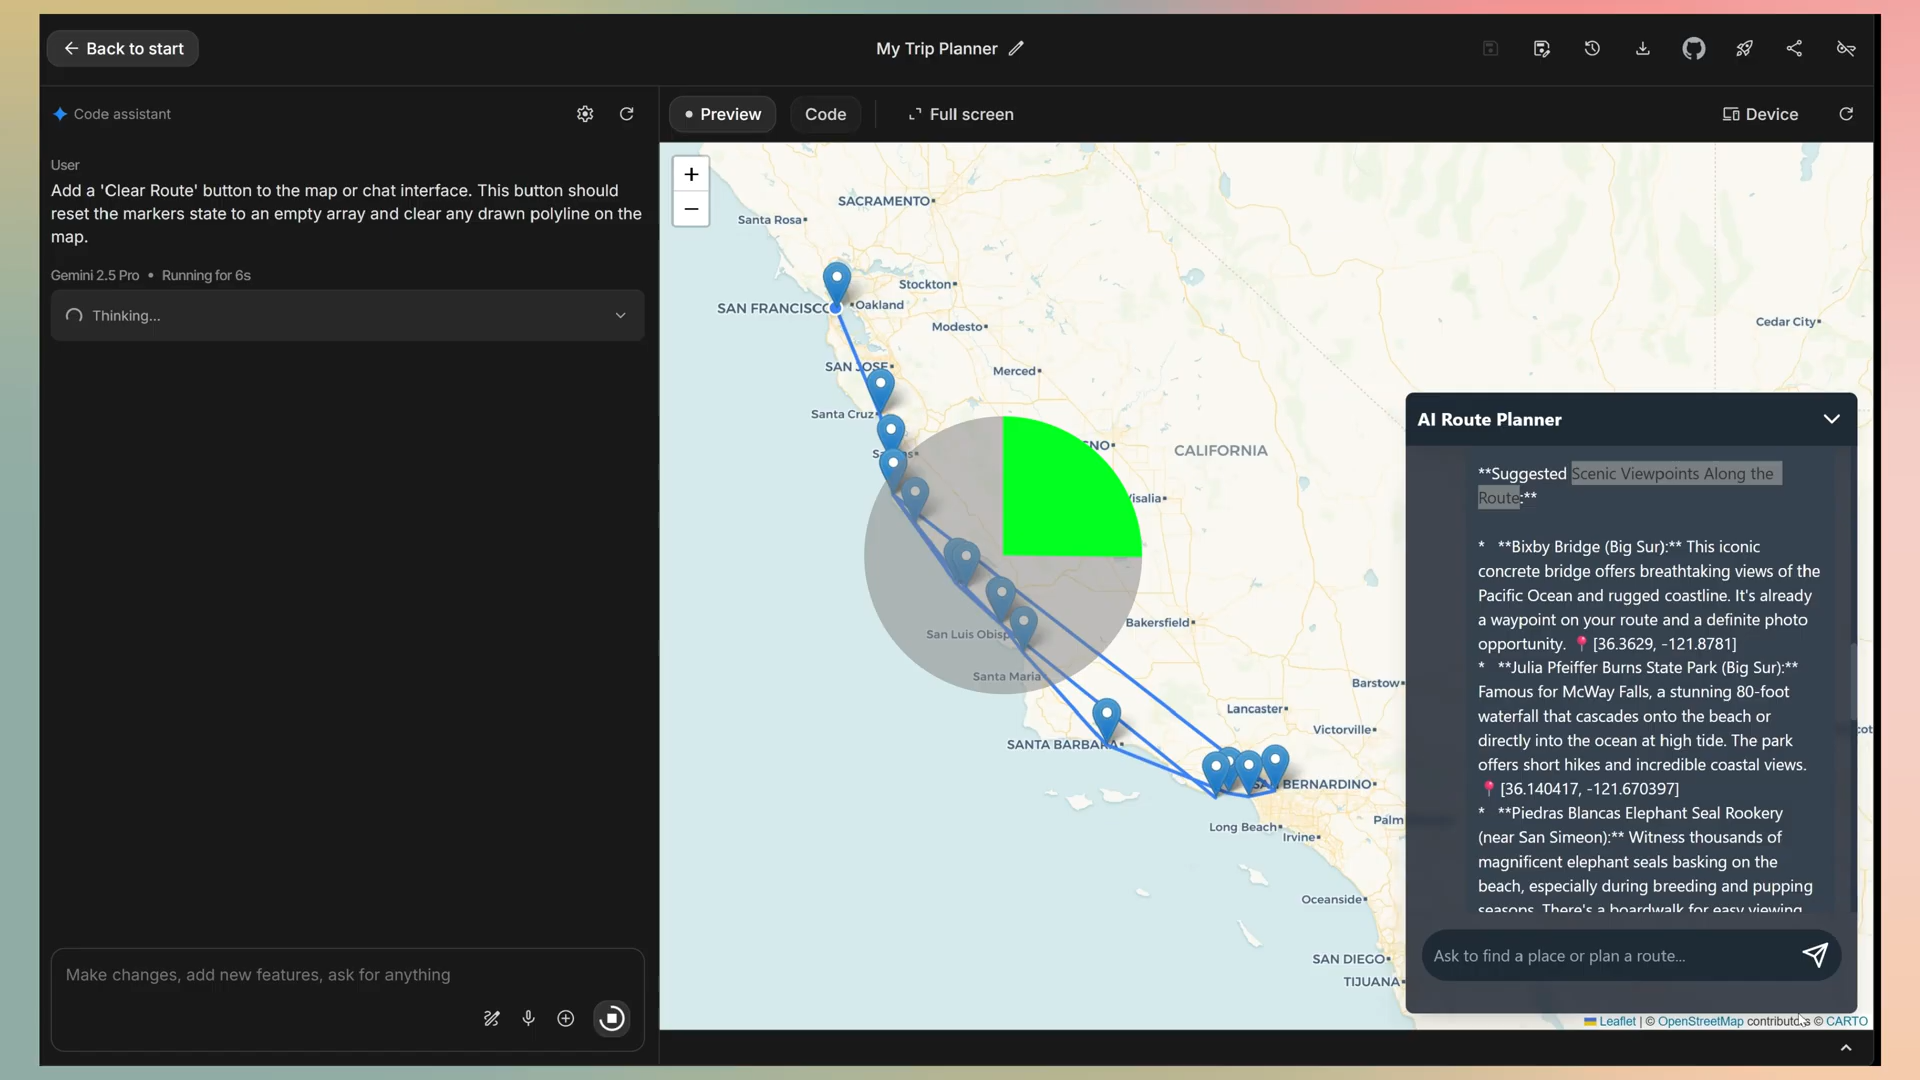 Back to start
My Trip Planner
Code assistant
Preview
Code
Full screen
Device
User
Add a 'Clear Route' button to the map or chat interface. This button should
reset the markers state to an empty array and clear any drawn polyline on the
map.
Gemini 2.5 Pro • Running for 6s
Thinking...
Make changes, add new features, ask for anything
+
−
SACRAMENTO
Santa Rosa
Stockton
SAN FRANCISCO
Oakland
Modesto
Cedar City
SAN JOSE
Merced
Santa Cruz
CALIFORNIA
Visalia
Bakersfield
San Luis Obisp
Santa Maria
Barstow
Lancaster
Victorville
SANTA BARBARA
BERNARDINO
Long Beach
Irvine
Palm
Oceanside
SAN DIEGO
TIJUANA
AI Route Planner
**Suggested Scenic Viewpoints Along the
Route:**
* **Bixby Bridge (Big Sur):** This iconic
concrete bridge offers breathtaking views of the
Pacific Ocean and rugged coastline. It's already
a waypoint on your route and a definite photo
opportunity. 📍[36.3629, -121.8781]
* **Julia Pfeiffer Burns State Park (Big Sur):**
Famous for McWay Falls, a stunning 80-foot
waterfall that cascades onto the beach or
directly into the ocean at high tide. The park
offers short hikes and incredible coastal views.
📍[36.140417, -121.670397]
* **Piedras Blancas Elephant Seal Rookery
(near San Simeon):** Witness thousands of
magnificent elephant seals basking on the
beach, especially during breeding and pupping
seasons. There's a boardwalk for easy viewing
Ask to find a place or plan a route...
Leaflet | © OpenStreetMap contributors © CARTO